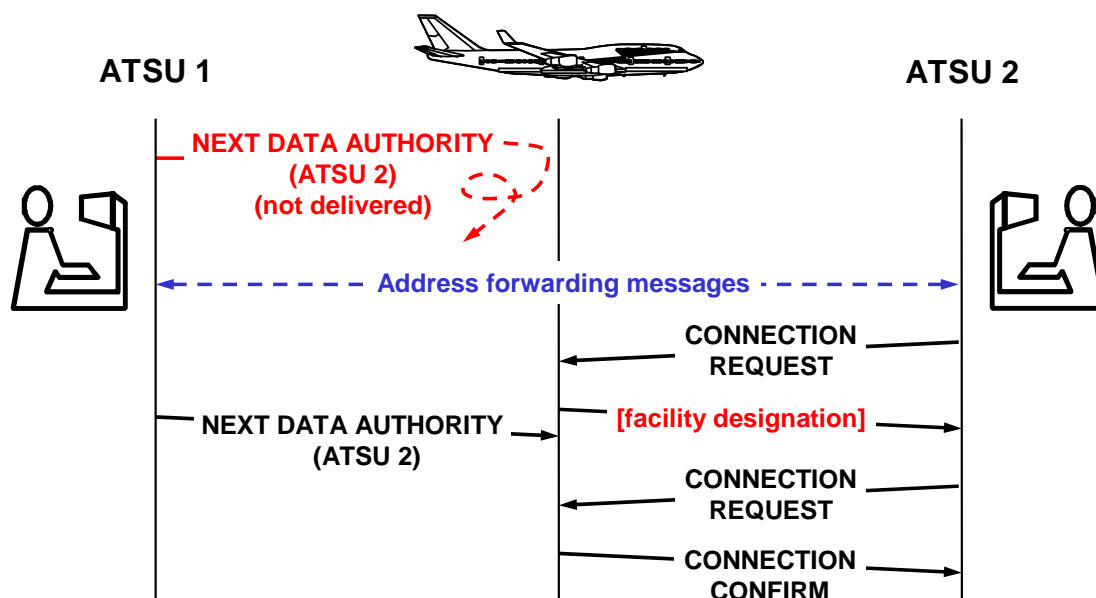 ATSU 1
ATSU 2
NEXT DATA AUTHORITY
(ATSU 2)
(not delivered)
Address forwarding messages
CONNECTION
REQUEST
NEXT DATA AUTHORITY
(ATSU 2)
[facility designation]
CONNECTION
REQUEST
CONNECTION
CONFIRM